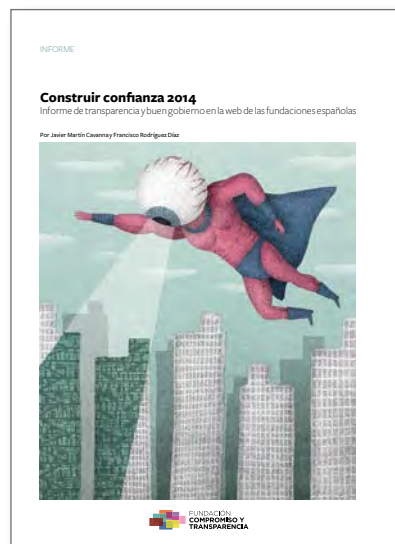 INFORME
Construir confianza 2014
Informe de transparencia y buen gobierno en la web de las fundaciones españolas
Por Javier Martín Cavanna y Francisco Rodríguez Díaz
FUNDACIÓN
COMPROMISO Y
TRANSPARENCIA